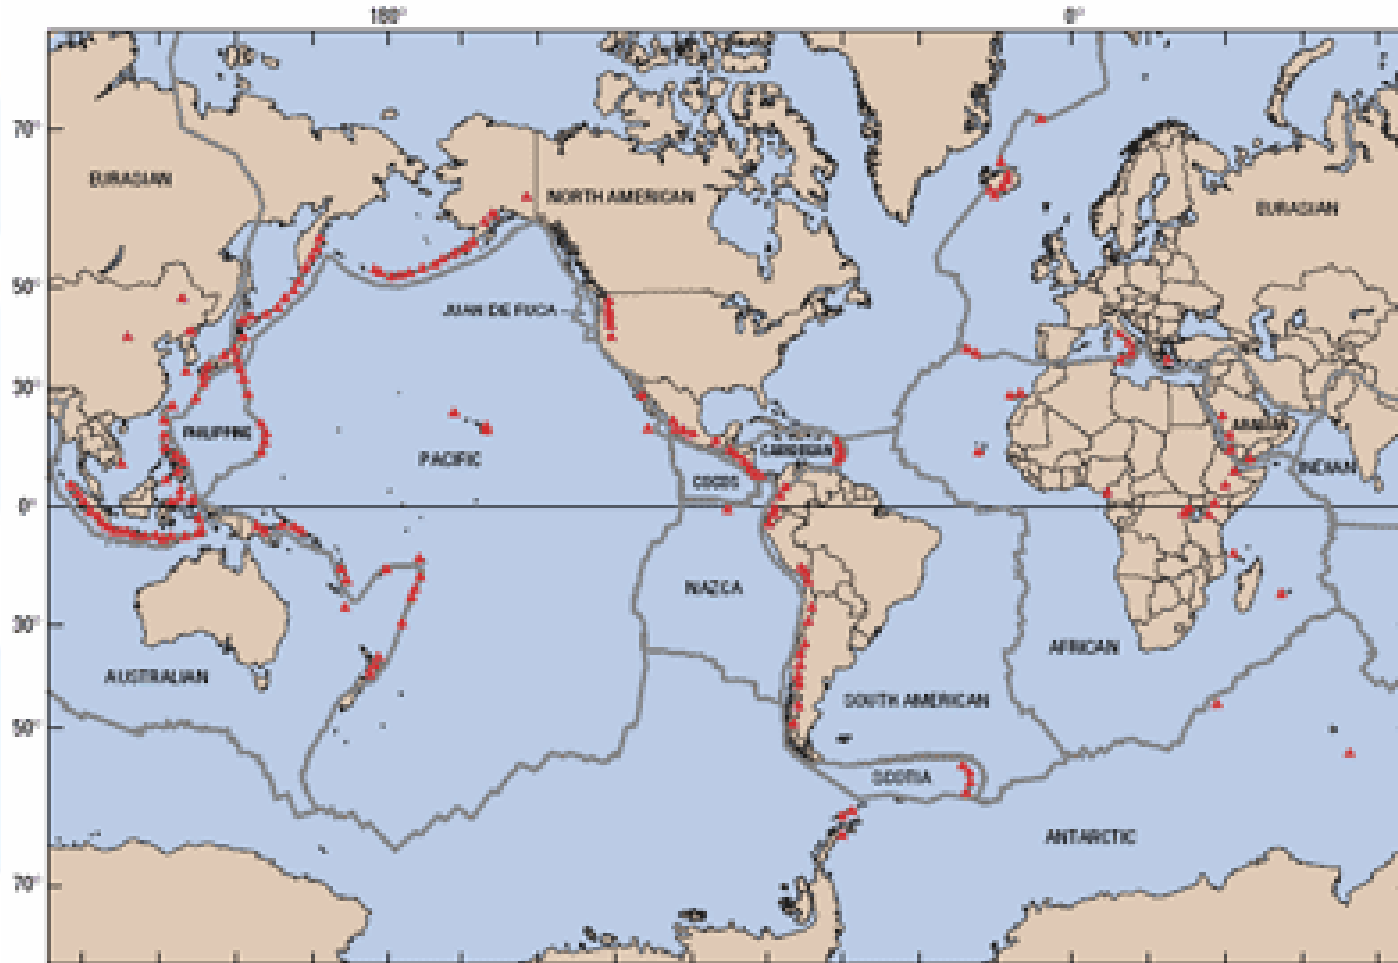 180°
0°
70°
EURASIAN
NORTH AMERICAN
EURASIAN
50°
JUAN DE FUCA
30°
PHILIPPINE
PACIFIC
CARIBBEAN
ARABIAN
COCOS
INDIAN
0°
NAZCA
30°
AFRICAN
AUSTRALIAN
SOUTH AMERICAN
50°
SCOTIA
ANTARCTIC
70°